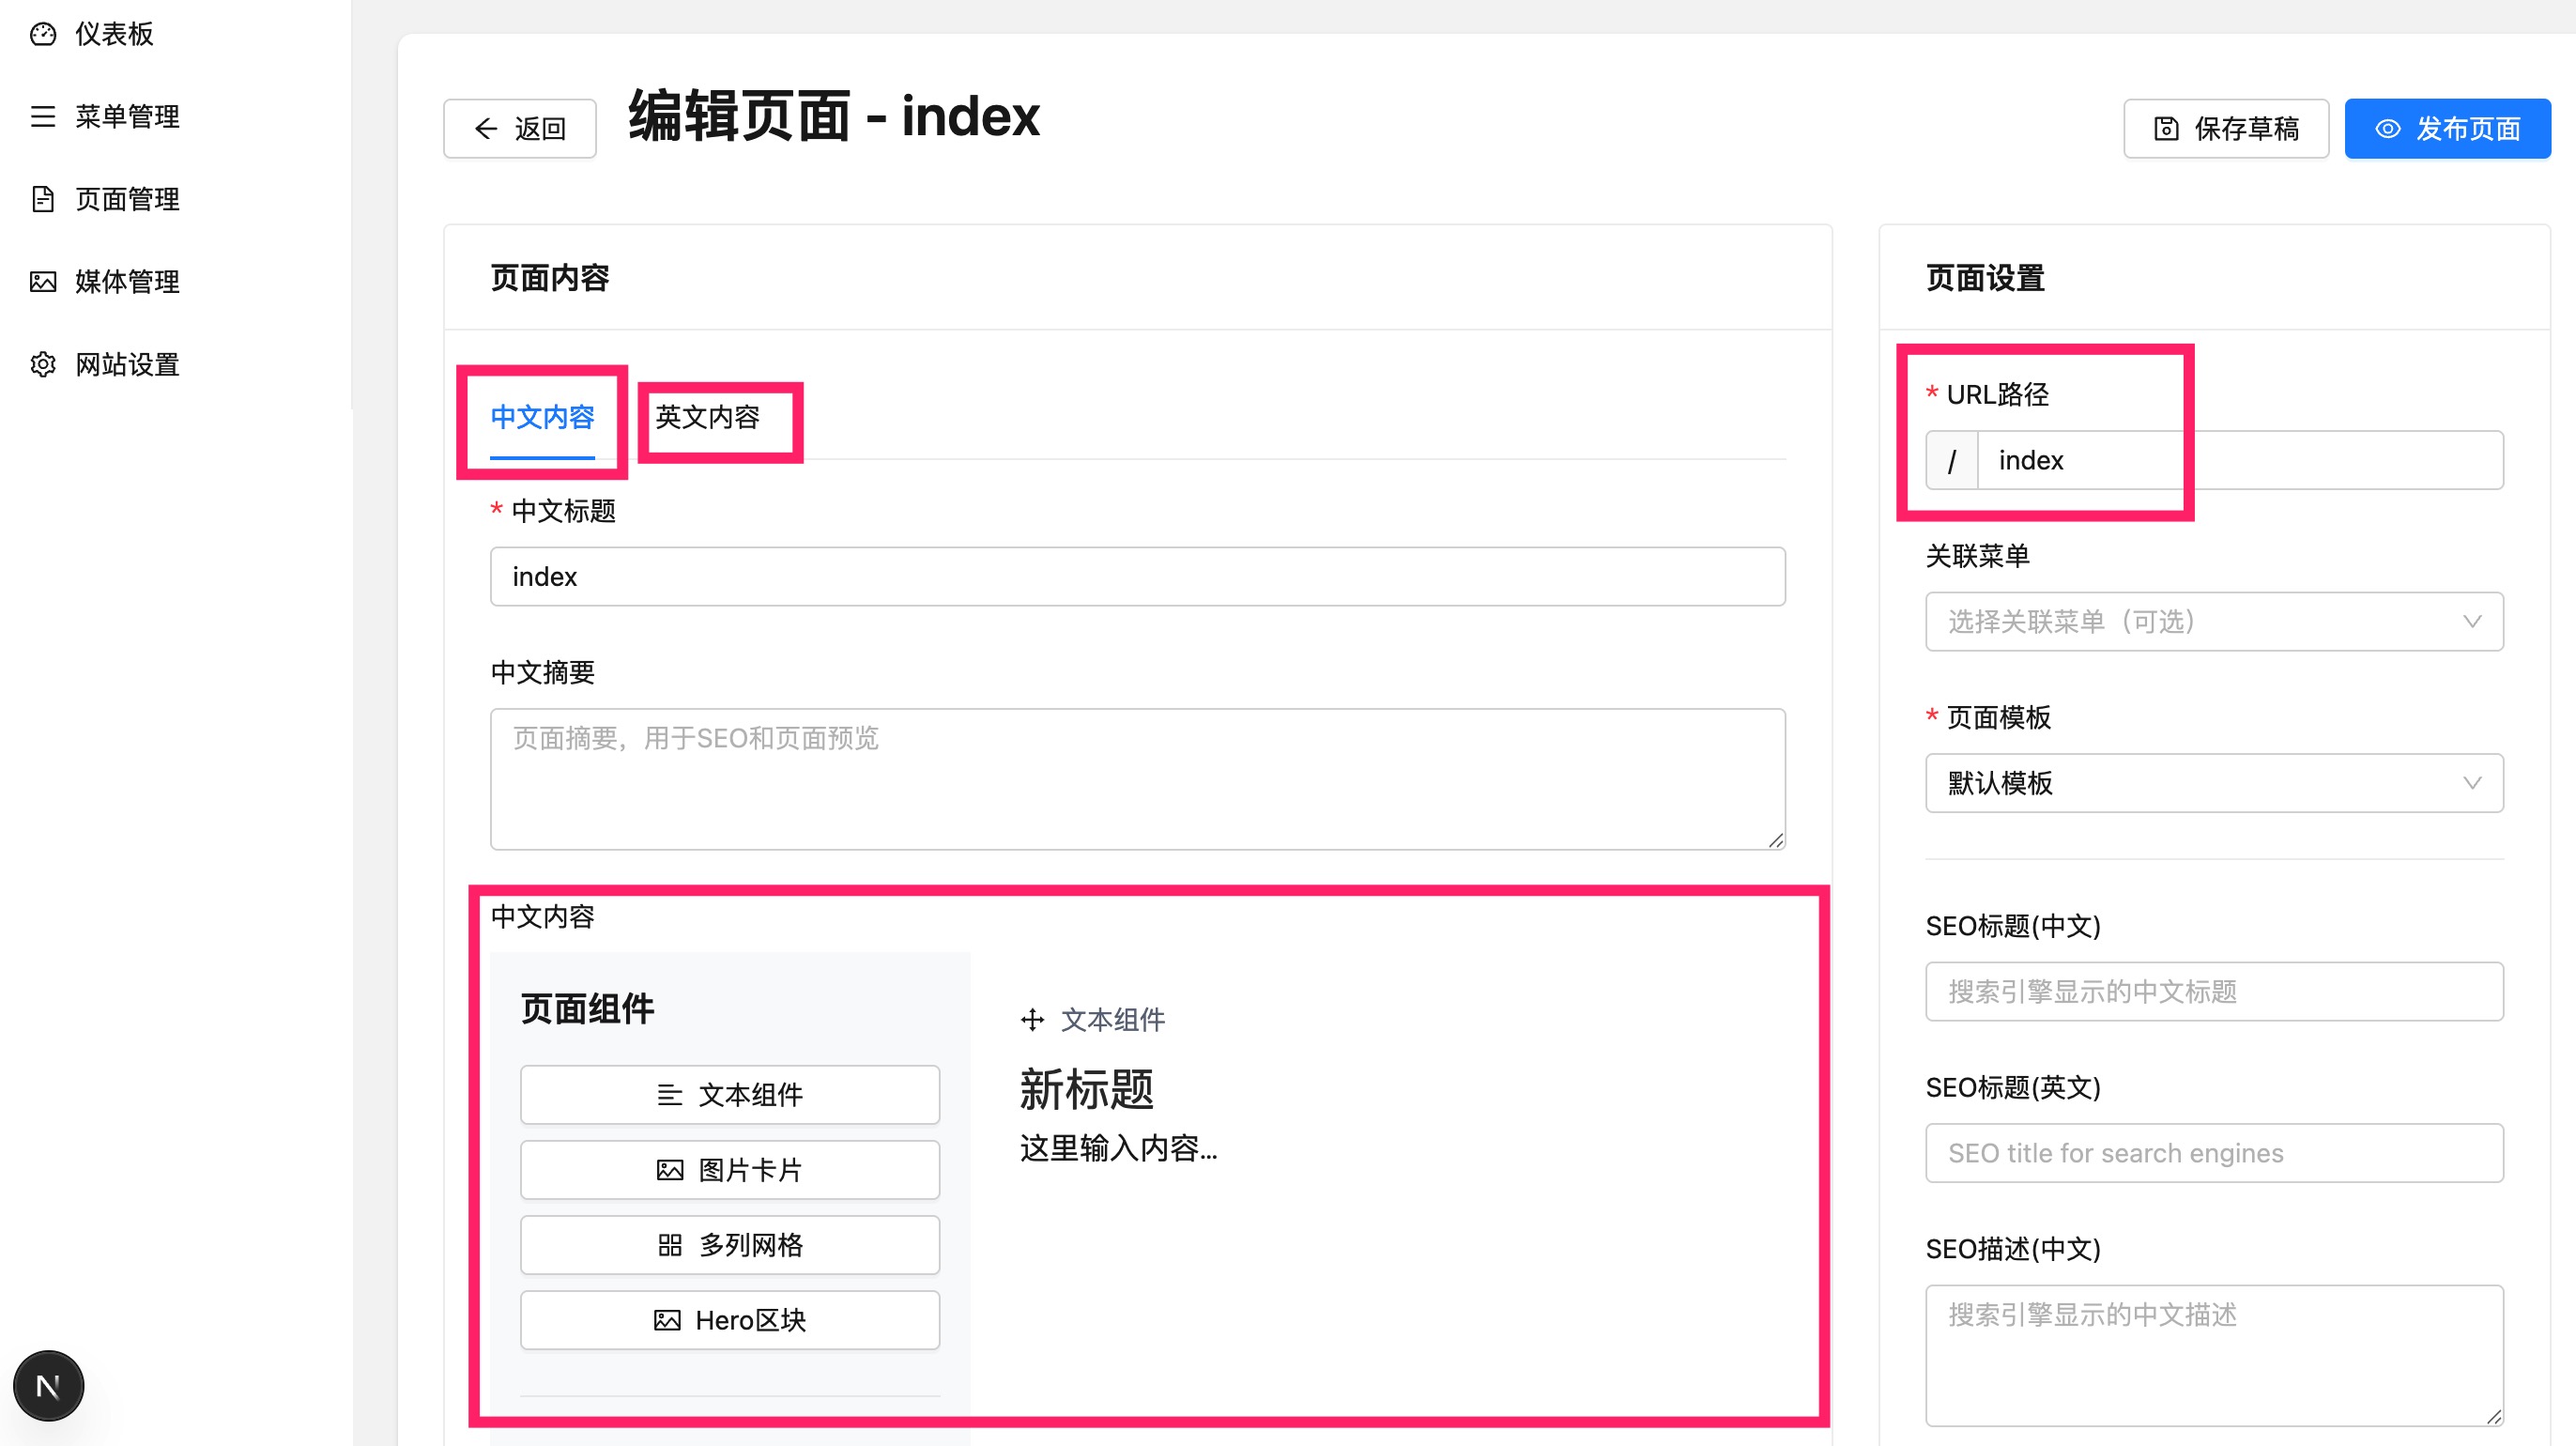 仪表板
菜单管理
页面管理
媒体管理
网站设置
返回
编辑页面 - index
保存草稿
发布页面
页面内容
中文内容
英文内容
* 中文标题
index
中文摘要
页面摘要，用于SEO和页面预览
中文内容
页面组件
文本组件
图片卡片
多列网格
Hero区块
文本组件
新标题
这里输入内容...
页面设置
* URL路径
/ index
关联菜单
选择关联菜单（可选）
* 页面模板
默认模板
SEO标题(中文)
搜索引擎显示的中文标题
SEO标题(英文)
SEO title for search engines
SEO描述(中文)
搜索引擎显示的中文描述
N